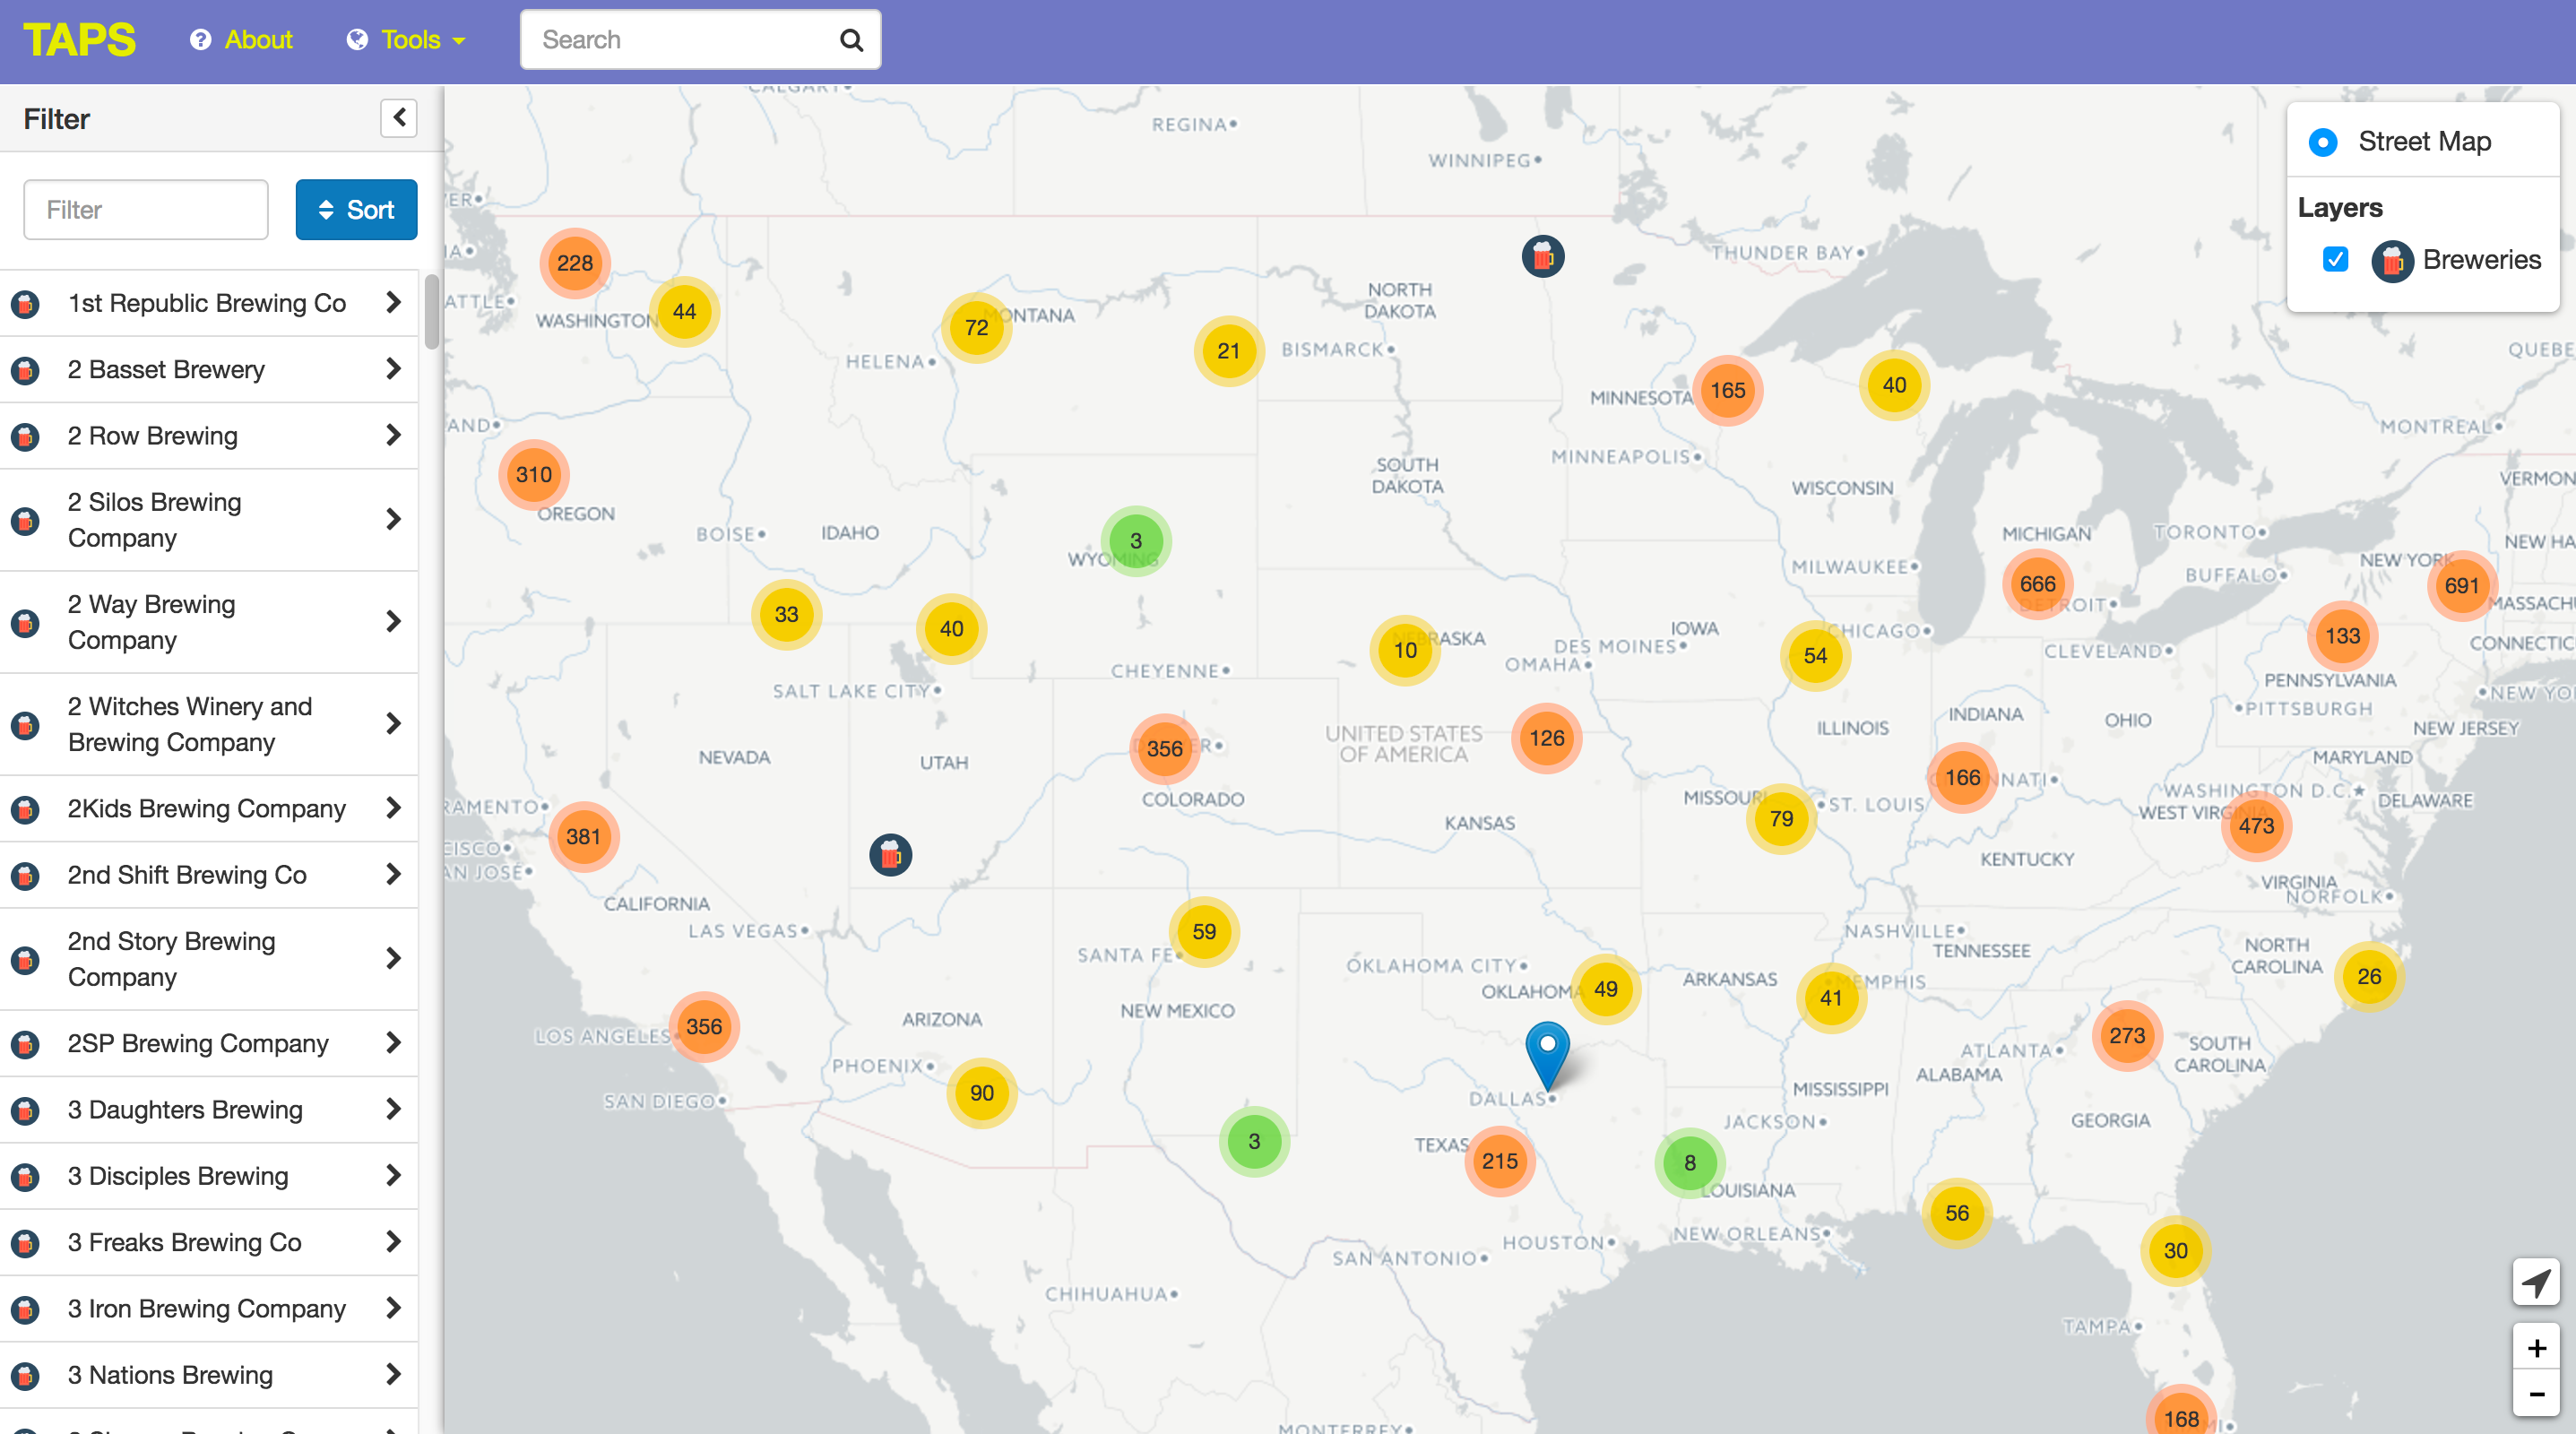 TAPS
About
Tools
Search
Filter
Filter
Sort
1st Republic Brewing Co
2 Basset Brewery
2 Row Brewing
2 Silos Brewing
Company
2 Way Brewing
Company
2 Witches Winery and
Brewing Company
2Kids Brewing Company
2nd Shift Brewing Co
2nd Story Brewing
Company
2SP Brewing Company
3 Daughters Brewing
3 Disciples Brewing
3 Freaks Brewing Co
3 Iron Brewing Company
3 Nations Brewing
Street Map
Layers
Breweries
CALGARY
REGINA
WINNIPEG
THUNDER BAY
228
WASHINGTON
44
72
MONTANA
HELENA
21
BISMARCK
NORTH
DAKOTA
MINNESOTA
165
40
MINNEAPOLIS
MONTREAL
310
OREGON
BOISE
IDAHO
3
WYOMING
SOUTH
DAKOTA
WISCONSIN
MICHIGAN
TORONTO
NEW YORK
MILWAUKEE
666
DETROIT
BUFFALO
691
33
40
SALT LAKE CITY
CHEYENNE
10
NEBRASKA
OMAHA
DES MOINES
IOWA
54
CHICAGO
CLEVELAND
133
PENNSYLVANIA
PITTSBURGH
NEW JERSEY
NEVADA
UTAH
356
COLORADO
UNITED STATES
OF AMERICA
126
KANSAS
MISSOURI
79
ST. LOUIS
ILLINOIS
INDIANA
OHIO
166
MARYLAND
WASHINGTON D.C.
DELAWARE
WEST VIRGINIA
473
KENTUCKY
VIRGINIA
NORFOLK
381
CALIFORNIA
LAS VEGAS
59
SANTA FE
NEW MEXICO
OKLAHOMA CITY
OKLAHOMA
49
ARKANSAS
41
MEMPHIS
NASHVILLE
TENNESSEE
NORTH
CAROLINA
26
LOS ANGELES
356
ARIZONA
PHOENIX
90
SAN DIEGO
DALLAS
TEXAS
215
3
8
LOUISIANA
MISSISSIPPI
JACKSON
ALABAMA
ATLANTA
273
SOUTH
CAROLINA
GEORGIA
56
30
NEW ORLEANS
HOUSTON
SAN ANTONIO
CHIHUAHUA
MONTERREY
TAMPA
168
+
-